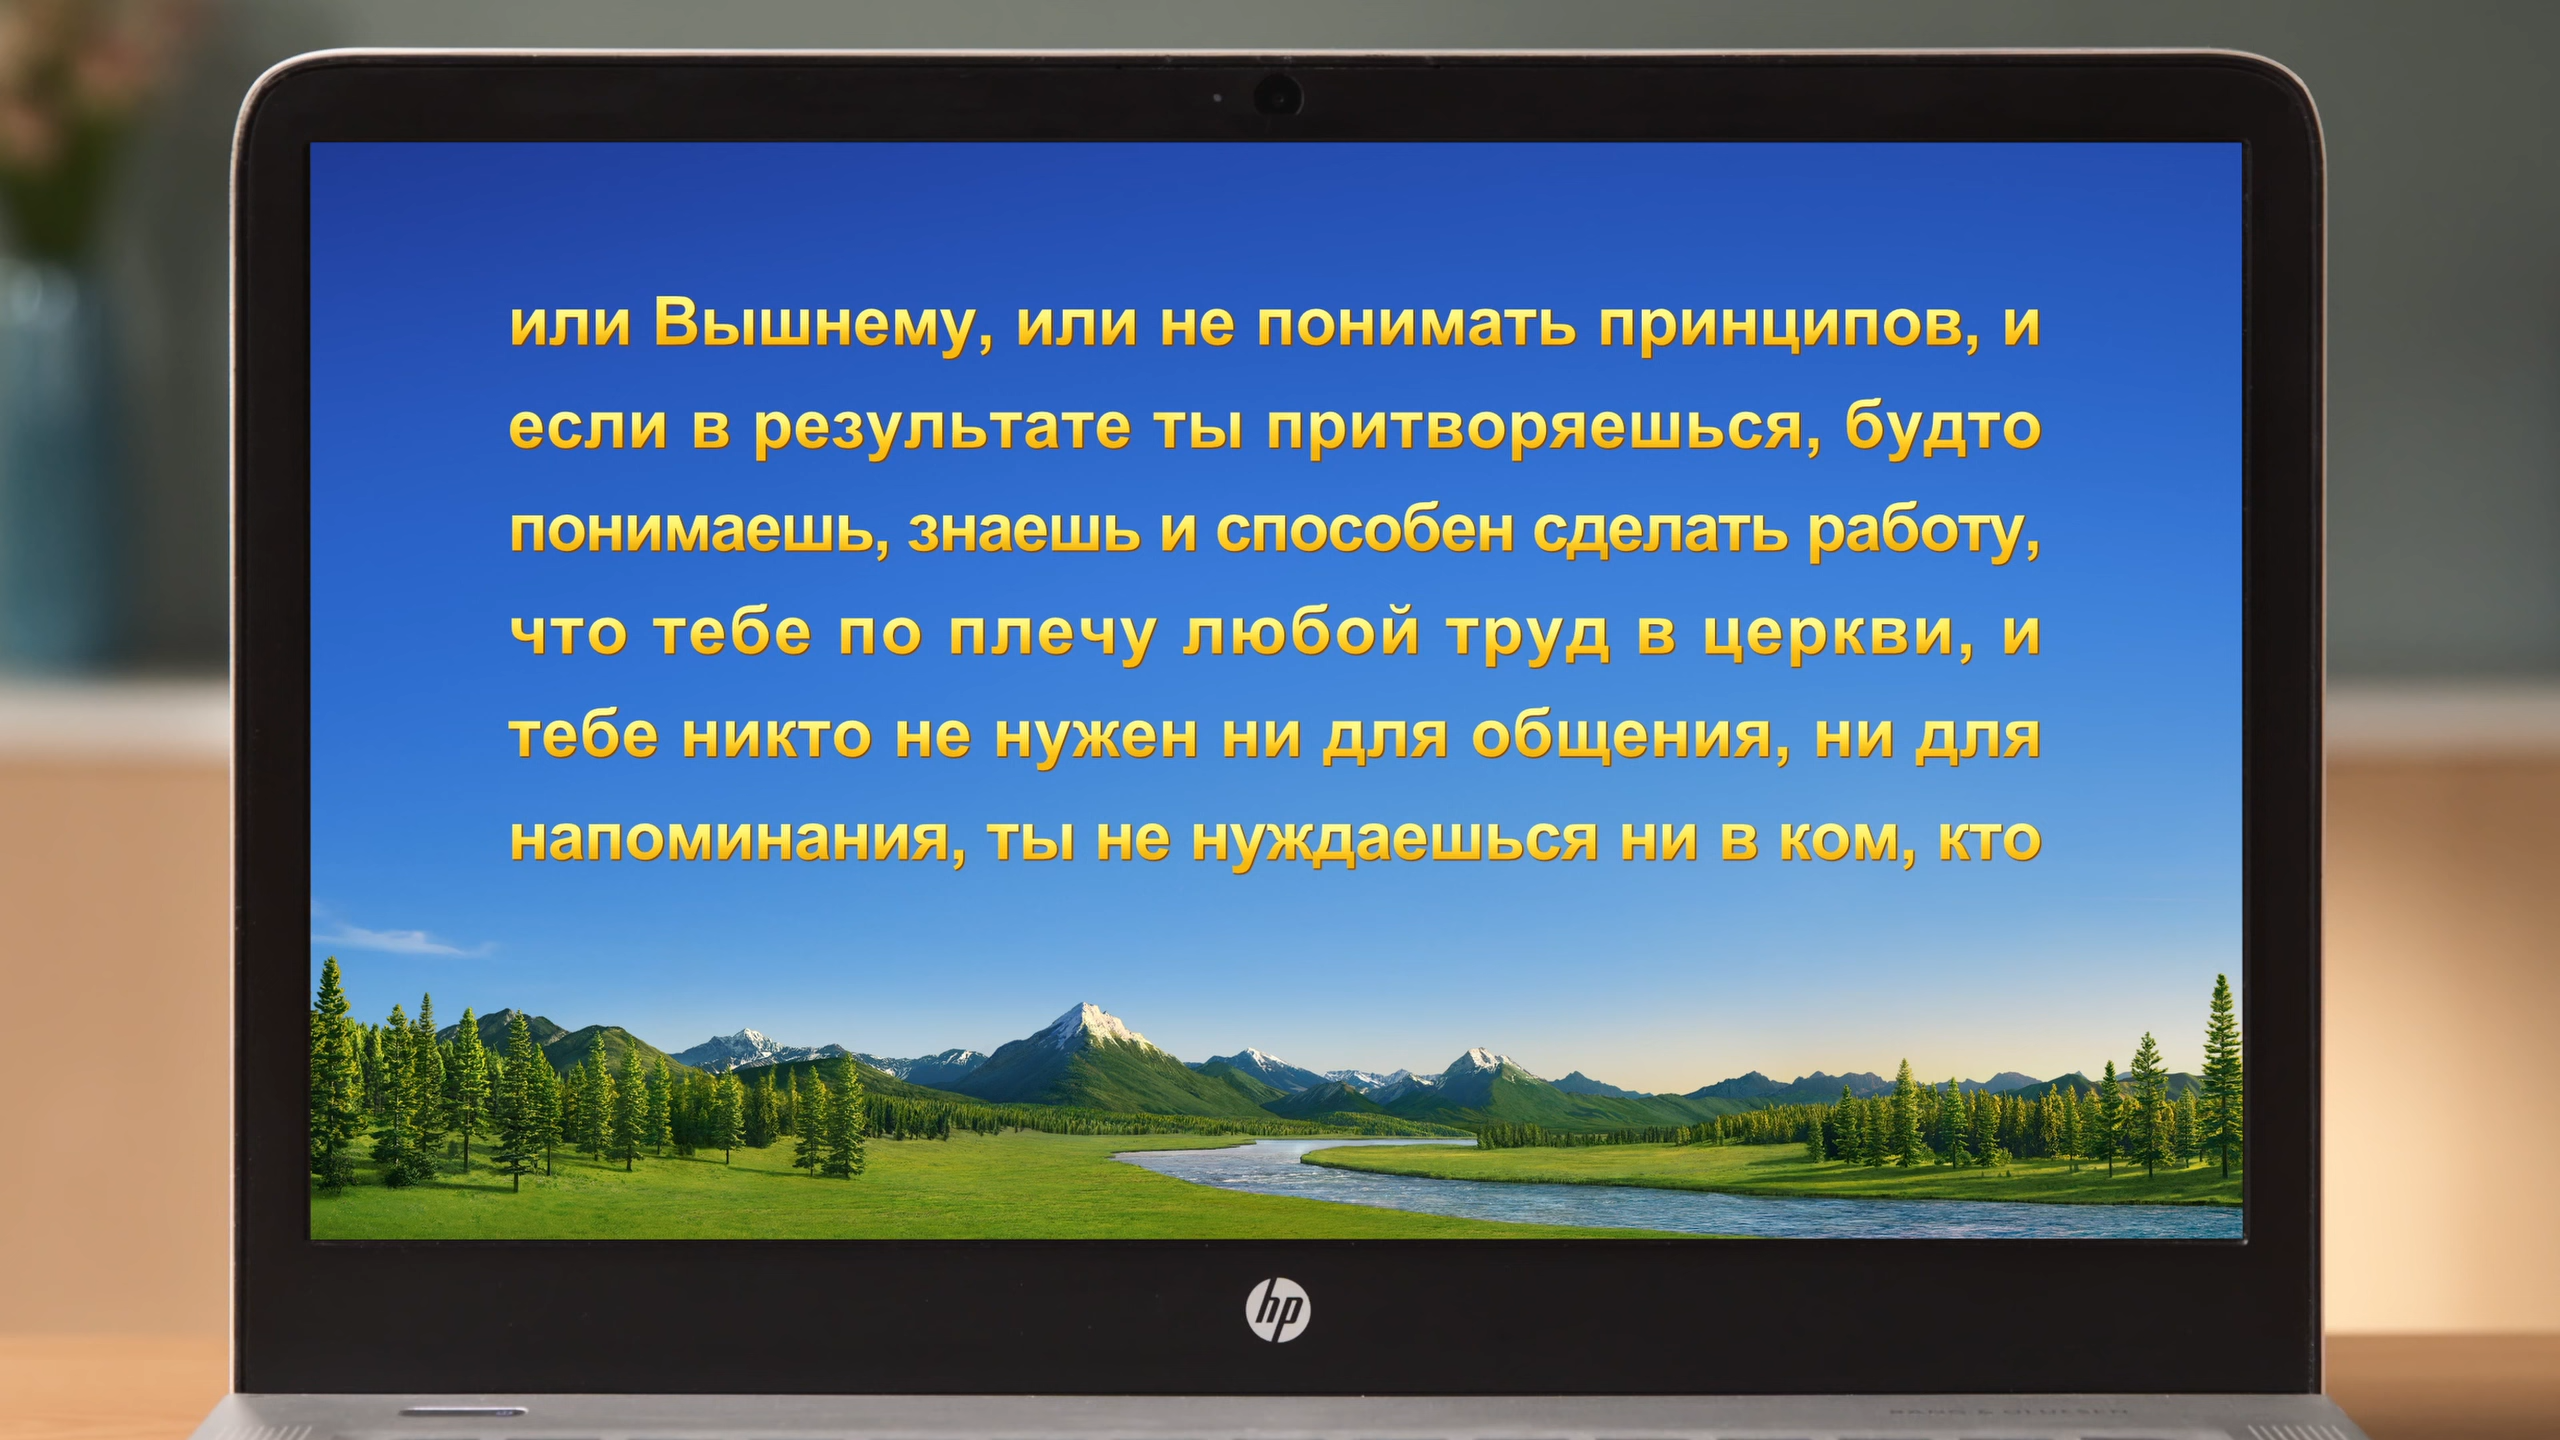 или Вышнему, или не понимать принципов, и
если в результате ты притворяешься, будто
понимаешь, знаешь и способен сделать работу,
что тебе по плечу любой труд в церкви, и
тебе никто не нужен ни для общения, ни для
напоминания, ты не нуждаешься ни в ком, кто
hp